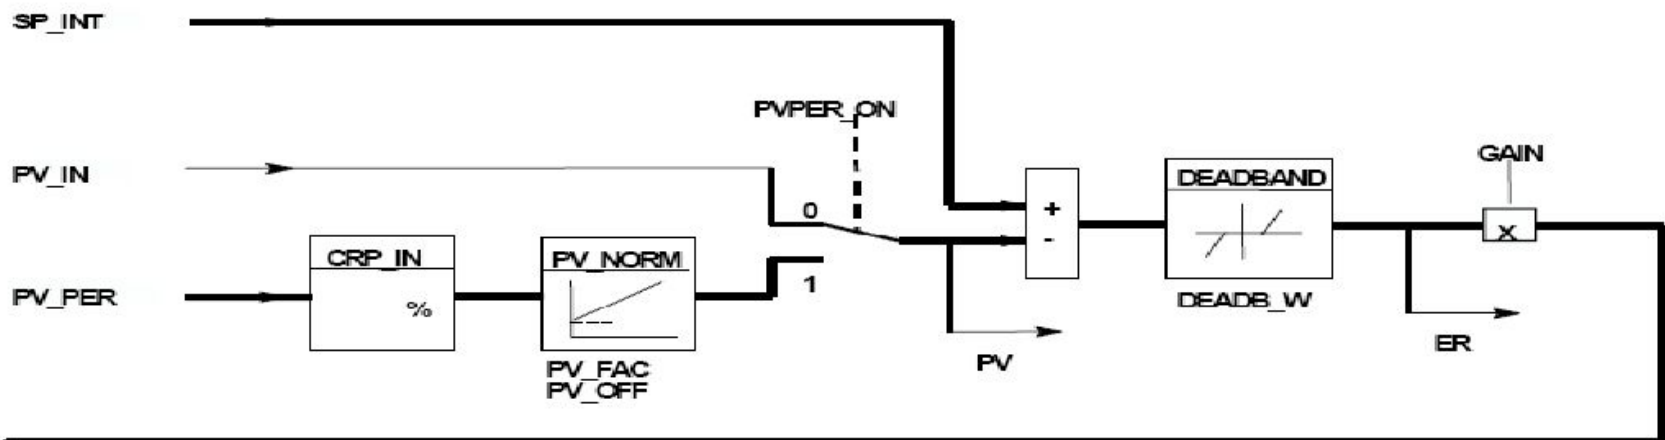 SP_INT
PVPER_ON
PV_IN
GAIN
DEADBAND
0
+
-
X
CRP_IN
PV_NORM
PV_PER
%
1
DEADB_W
ER
PV
PV_FAC
PV_OFF